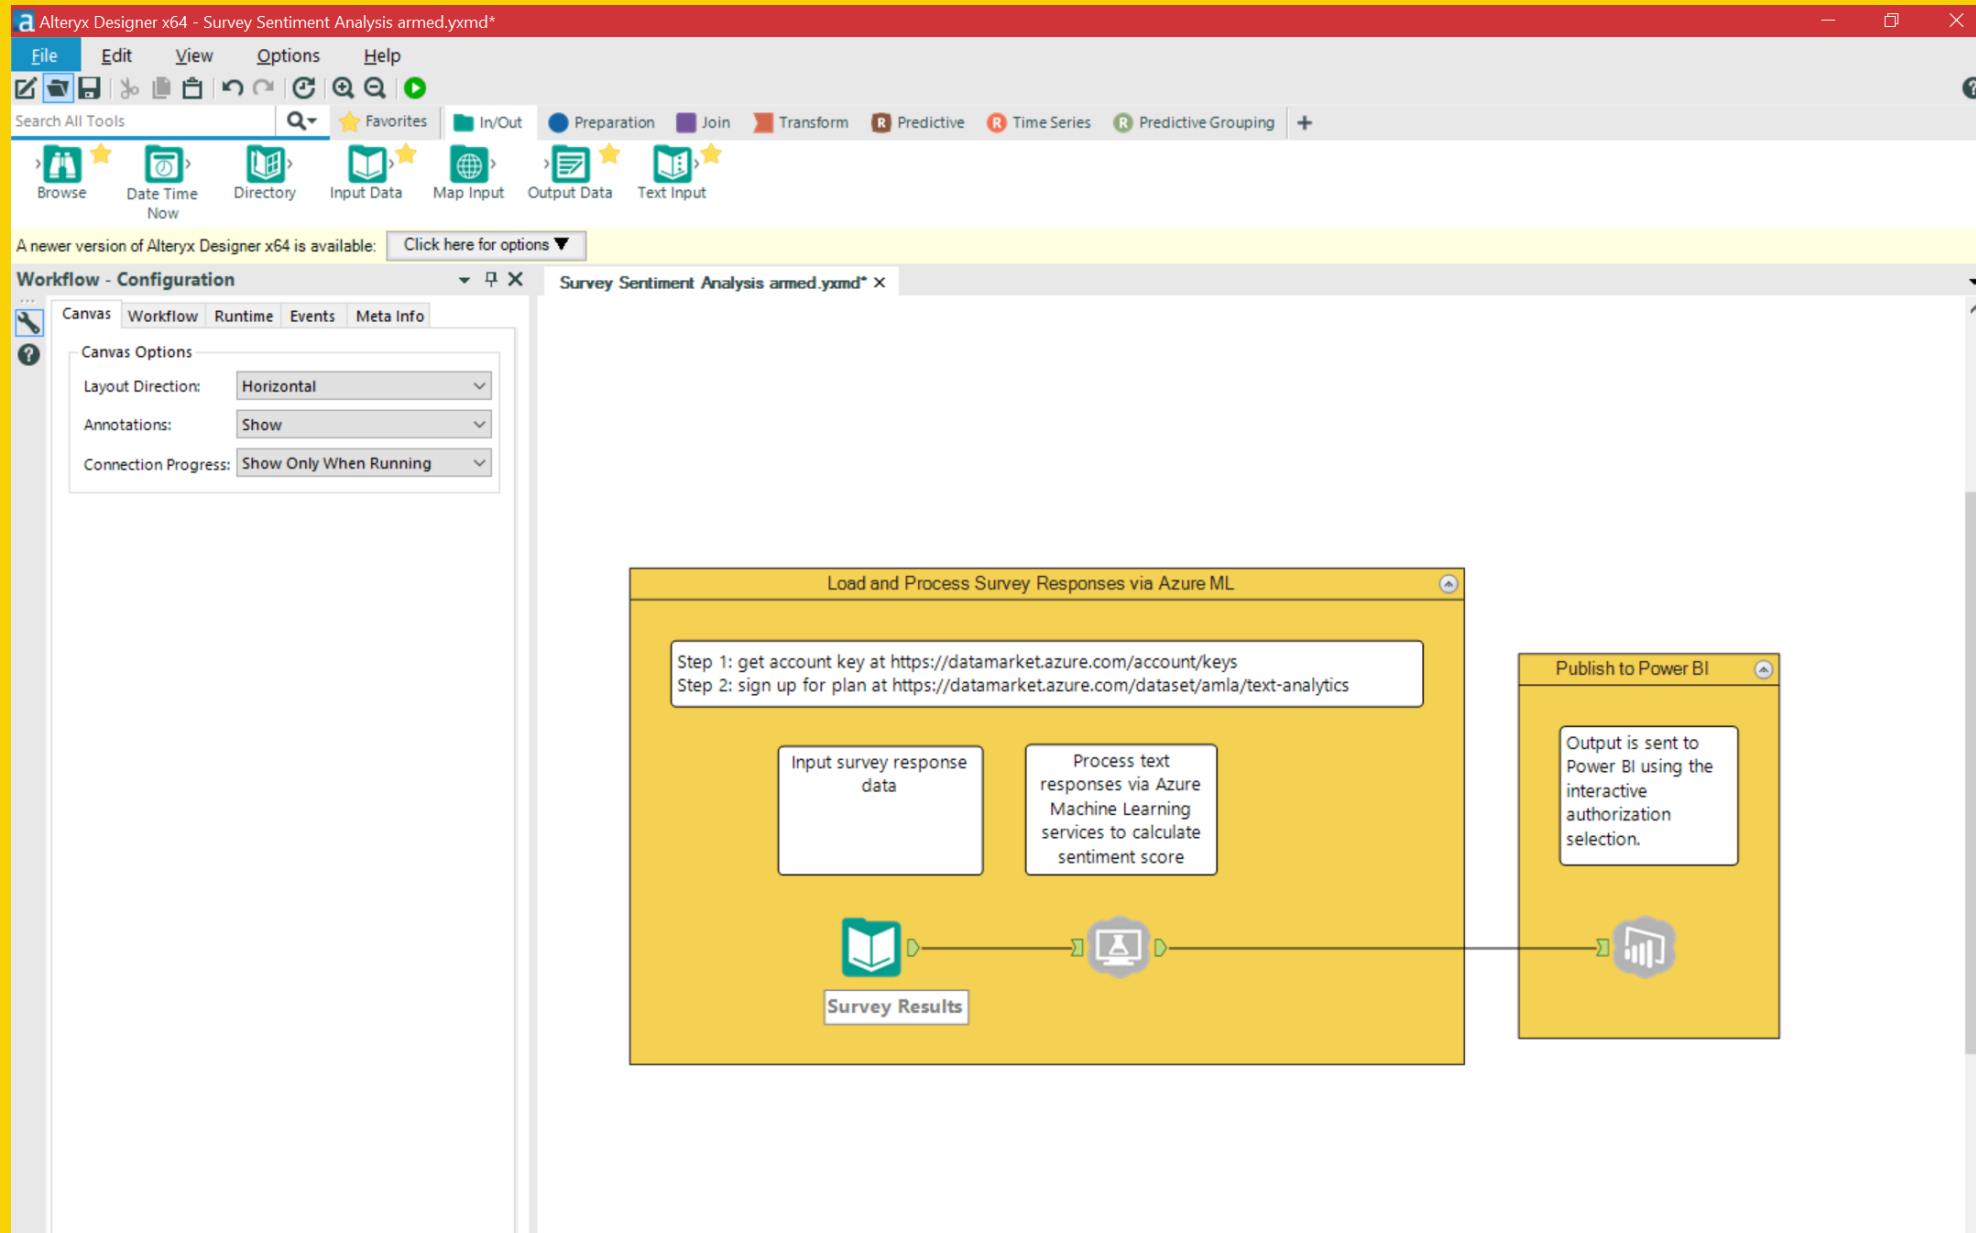 Alteryx Designer x64 - Survey Sentiment Analysis armed.yxmd*
File Edit View Options Help
Search All Tools Favorites In/Out Preparation Join Transform Predictive Time Series Predictive Grouping
Browse Date Time Now Directory Input Data Map Input Output Data Text Input
A newer version of Alteryx Designer x64 is available: Click here for options
Workflow - Configuration
Survey Sentiment Analysis armed.yxmd*
Canvas Workflow Runtime Events Meta Info
Canvas Options
Layout Direction: Horizontal
Annotations: Show
Connection Progress: Show Only When Running
Load and Process Survey Responses via Azure ML
Step 1: get account key at https://datamarket.azure.com/account/keys
Step 2: sign up for plan at https://datamarket.azure.com/dataset/amla/text-analytics
Input survey response
data
Process text
responses via Azure
Machine Learning
services to calculate
sentiment score
Survey Results
Publish to Power BI
Output is sent to
Power BI using the
interactive
authorization
selection.